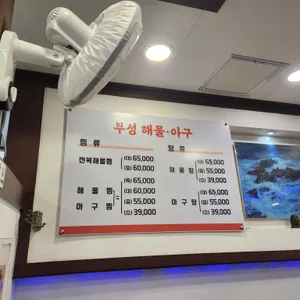 부성 해물·아구
찜류
탕류
전복해물찜 (대) 65,000
(중) 60,000
해물찜 = (특) 65,000
아구찜 (대) 60,000
(중) 55,000
(소) 39,000
해물탕 (대) 65,000
(중) 55,000
(소) 39,000
아구탕 (대) 65,000
(중) 55,000
(소) 39,000